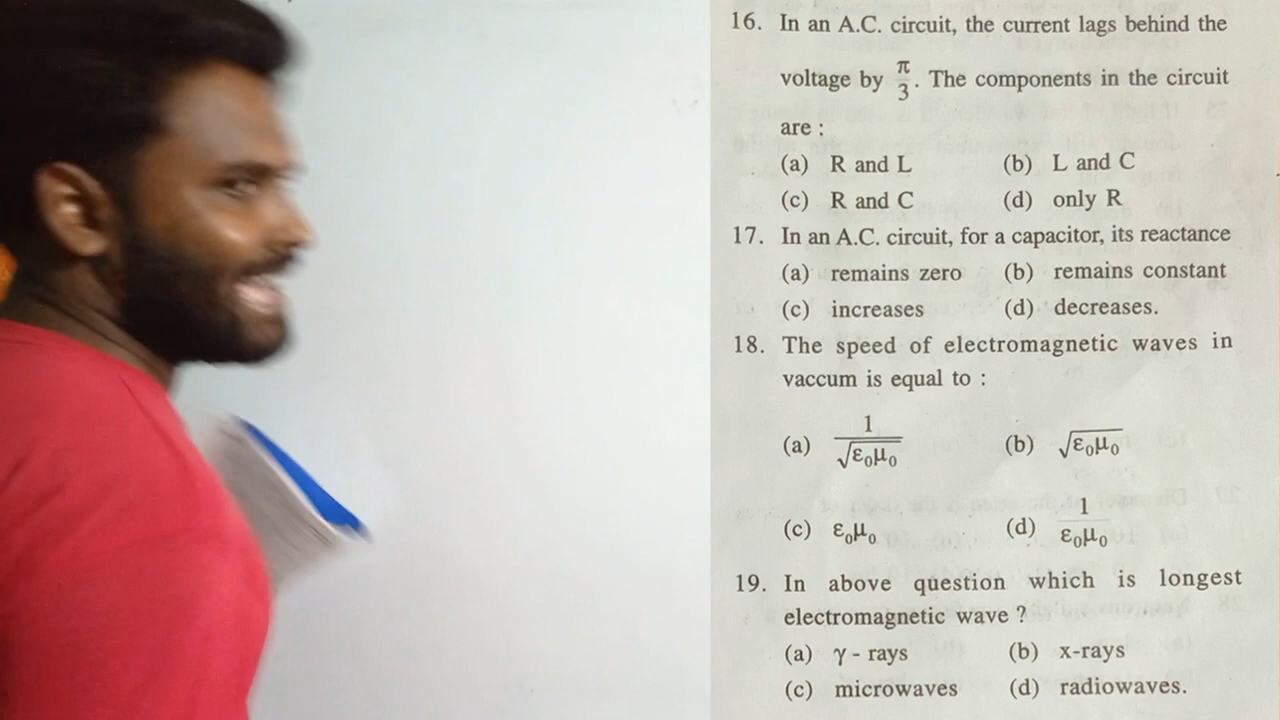 16. In an A.C. circuit, the current lags behind the
voltage by π/3. The components in the circuit
are :
(a) R and L (b) L and C
(c) R and C (d) only R
17. In an A.C. circuit, for a capacitor, its reactance
(a) remains zero (b) remains constant
(c) increases (d) decreases.
18. The speed of electromagnetic waves in
vaccum is equal to :
(a) 1/√ε₀μ₀ (b) √ε₀μ₀
(c) ε₀μ₀ (d) 1/ε₀μ₀
19. In above question which is longest
electromagnetic wave ?
(a) γ - rays (b) x-rays
(c) microwaves (d) radiowaves.